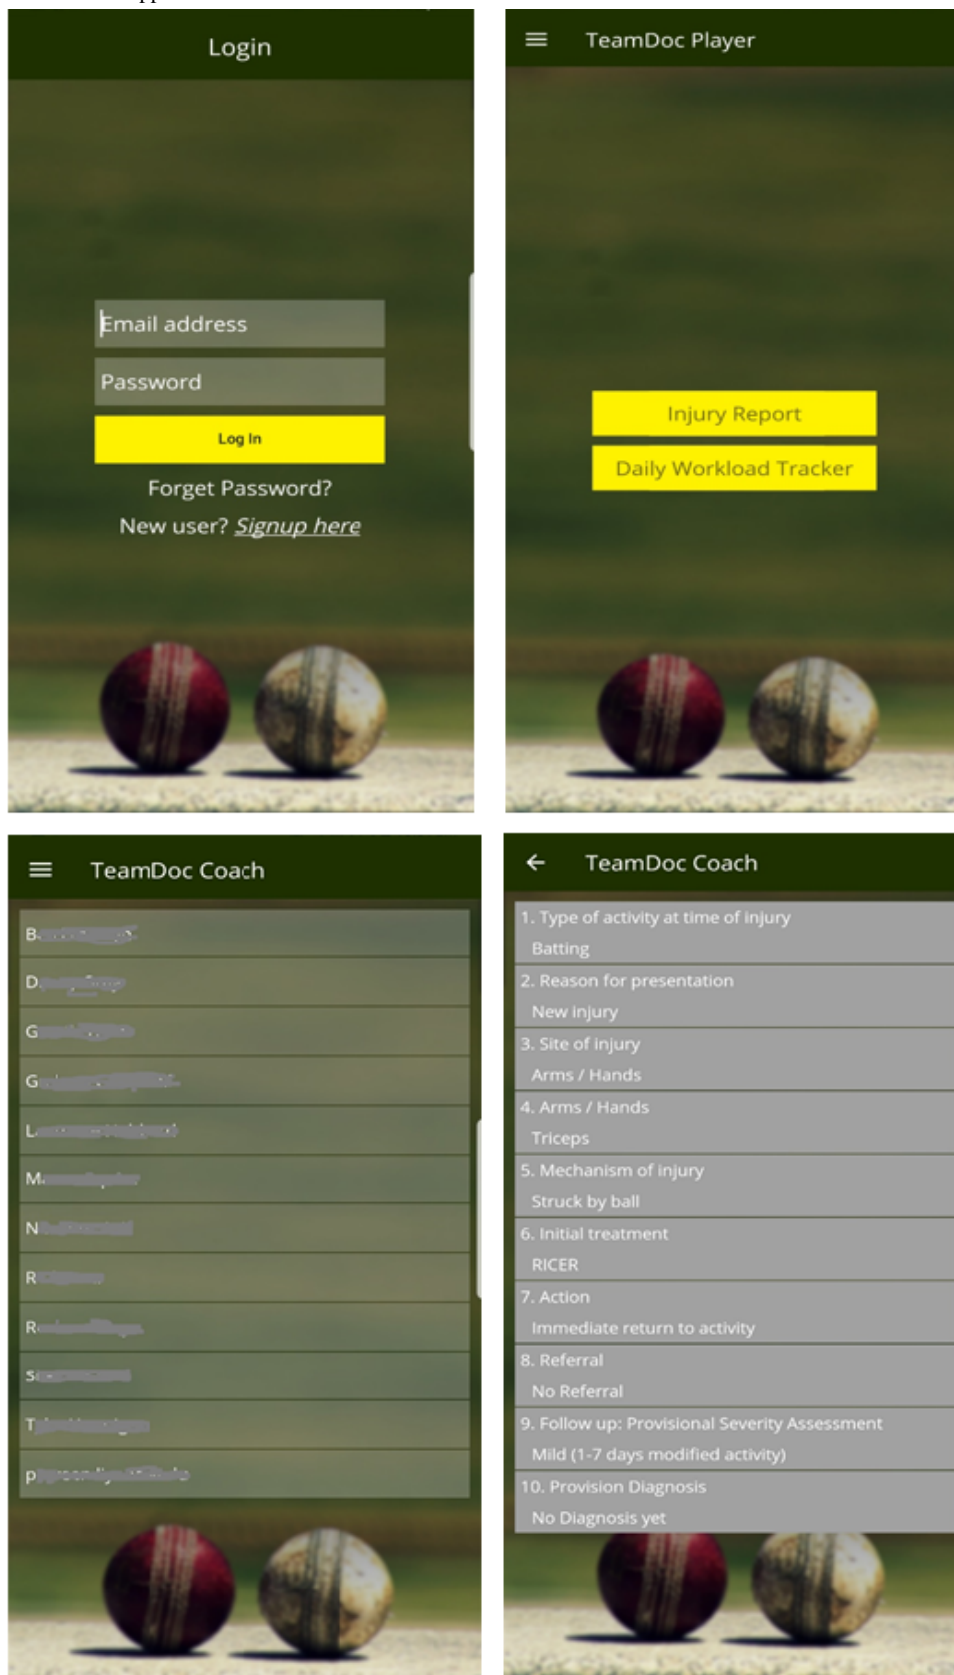 Login
Email address
Password
Log In
Forget Password?
New user? Signup here
TeamDoc Player
Injury Report
Daily Workload Tracker
TeamDoc Coach
B
D
G
G
L
M
N
R
R
S
T
p
TeamDoc Coach
1. Type of activity at time of injury
Batting
2. Reason for presentation
New injury
3. Site of injury
Arms / Hands
4. Arms / Hands
Triceps
5. Mechanism of injury
Struck by ball
6. Initial treatment
RICER
7. Action
Immediate return to activity
8. Referral
No Referral
9. Follow up: Provisional Severity Assessment
Mild (1-7 days modified activity)
10. Provision Diagnosis
No Diagnosis yet